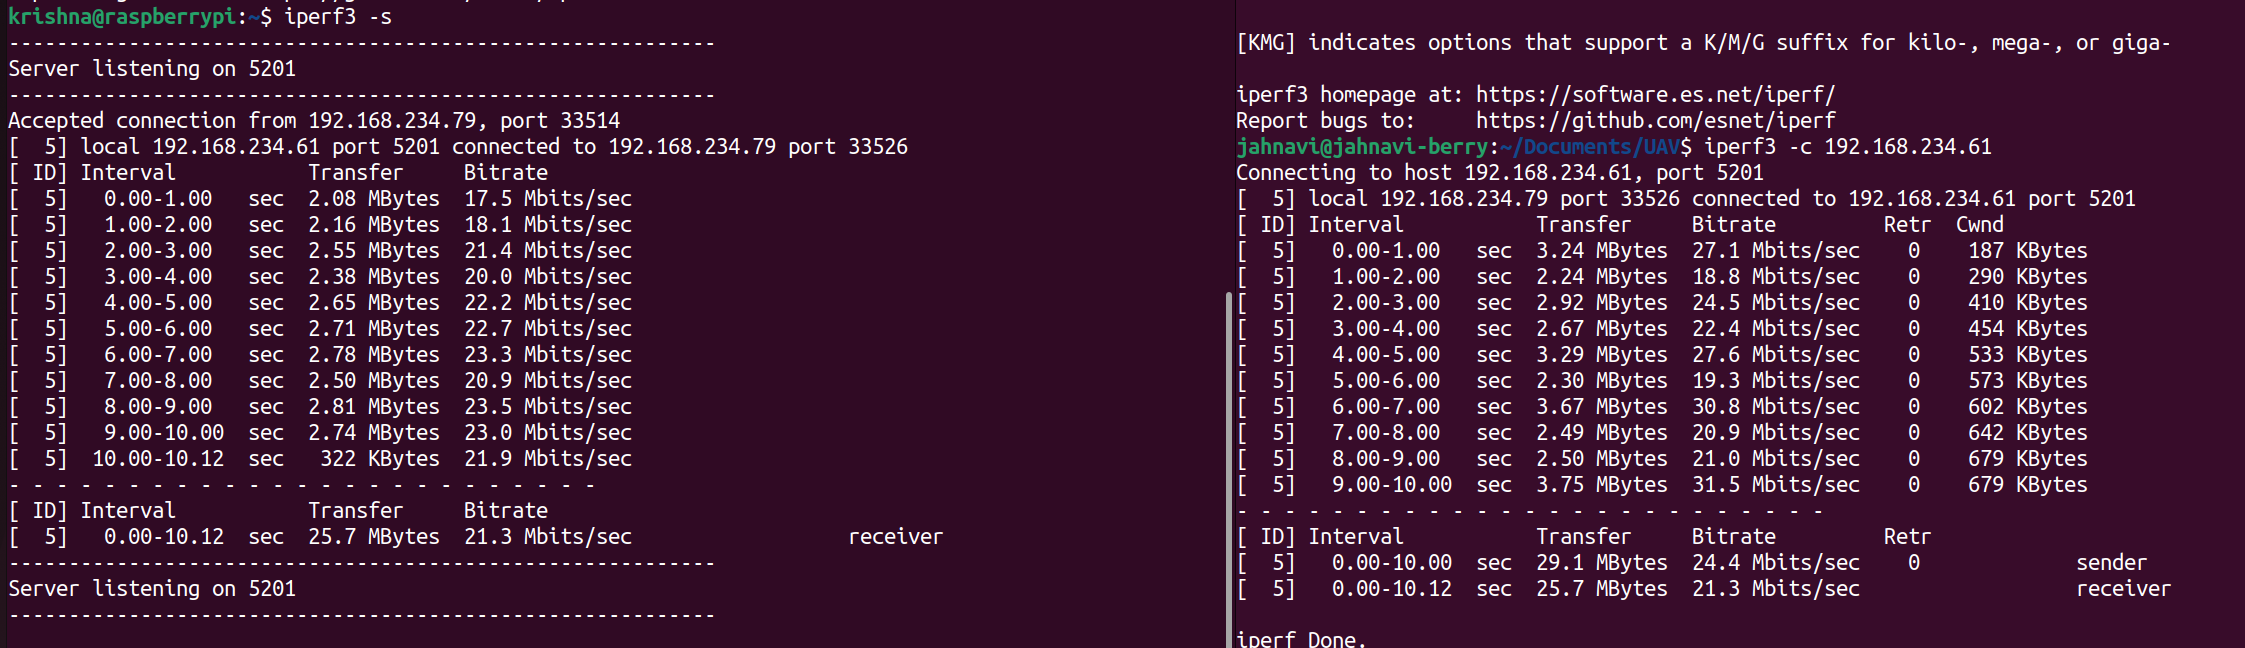 krishna@raspberrypi:~$ iperf3 -s
-----------------------------------------------------------
Server listening on 5201
-----------------------------------------------------------
Accepted connection from 192.168.234.79, port 33514
[  5] local 192.168.234.61 port 5201 connected to 192.168.234.79 port 33526
[ ID] Interval           Transfer     Bitrate
[  5]   0.00-1.00   sec  2.08 MBytes  17.5 Mbits/sec
[  5]   1.00-2.00   sec  2.16 MBytes  18.1 Mbits/sec
[  5]   2.00-3.00   sec  2.55 MBytes  21.4 Mbits/sec
[  5]   3.00-4.00   sec  2.38 MBytes  20.0 Mbits/sec
[  5]   4.00-5.00   sec  2.65 MBytes  22.2 Mbits/sec
[  5]   5.00-6.00   sec  2.71 MBytes  22.7 Mbits/sec
[  5]   6.00-7.00   sec  2.78 MBytes  23.3 Mbits/sec
[  5]   7.00-8.00   sec  2.50 MBytes  20.9 Mbits/sec
[  5]   8.00-9.00   sec  2.81 MBytes  23.5 Mbits/sec
[  5]   9.00-10.00  sec  2.74 MBytes  23.0 Mbits/sec
[  5]  10.00-10.12  sec   322 KBytes  21.9 Mbits/sec
- - - - - - - - - - - - - - - - - - - - - - - - -
[ ID] Interval           Transfer     Bitrate
[  5]   0.00-10.12  sec  25.7 MBytes  21.3 Mbits/sec                  receiver
-----------------------------------------------------------
Server listening on 5201
-----------------------------------------------------------
[KMG] indicates options that support a K/M/G suffix for kilo-, mega-, or giga-
iperf3 homepage at: https://software.es.net/iperf/
Report bugs to:     https://github.com/esnet/iperf
jahnavi@jahnavi-berry:~/Documents/UAV$ iperf3 -c 192.168.234.61
Connecting to host 192.168.234.61, port 5201
[  5] local 192.168.234.79 port 33526 connected to 192.168.234.61 port 5201
[ ID] Interval           Transfer     Bitrate         Retr  Cwnd
[  5]   0.00-1.00   sec  3.24 MBytes  27.1 Mbits/sec    0    187 KBytes
[  5]   1.00-2.00   sec  2.24 MBytes  18.8 Mbits/sec    0    290 KBytes
[  5]   2.00-3.00   sec  2.92 MBytes  24.5 Mbits/sec    0    410 KBytes
[  5]   3.00-4.00   sec  2.67 MBytes  22.4 Mbits/sec    0    454 KBytes
[  5]   4.00-5.00   sec  3.29 MBytes  27.6 Mbits/sec    0    533 KBytes
[  5]   5.00-6.00   sec  2.30 MBytes  19.3 Mbits/sec    0    573 KBytes
[  5]   6.00-7.00   sec  3.67 MBytes  30.8 Mbits/sec    0    602 KBytes
[  5]   7.00-8.00   sec  2.49 MBytes  20.9 Mbits/sec    0    642 KBytes
[  5]   8.00-9.00   sec  2.50 MBytes  21.0 Mbits/sec    0    679 KBytes
[  5]   9.00-10.00  sec  3.75 MBytes  31.5 Mbits/sec    0    679 KBytes
- - - - - - - - - - - - - - - - - - - - - - - - -
[ ID] Interval           Transfer     Bitrate         Retr
[  5]   0.00-10.00  sec  29.1 MBytes  24.4 Mbits/sec    0             sender
[  5]   0.00-10.12  sec  25.7 MBytes  21.3 Mbits/sec                  receiver
iperf Done.